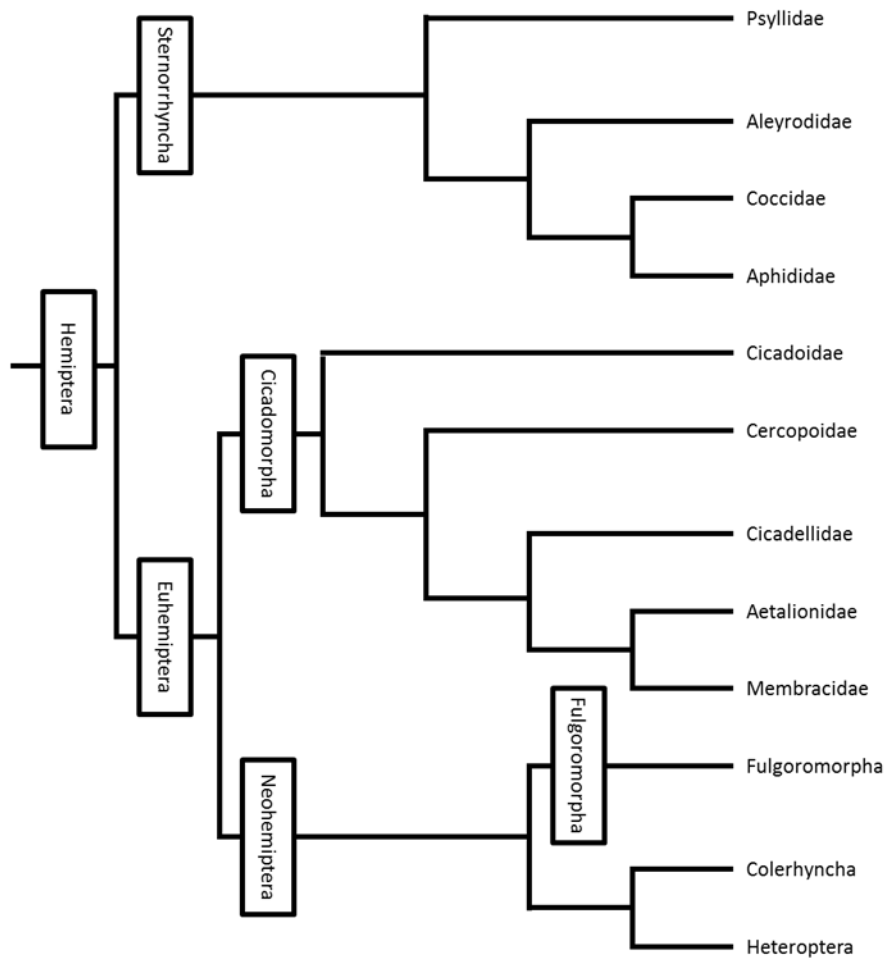 Sternorrhyncha
Hemiptera
Euhemiptera
Cicadomorpha
Neohemiptera
Fulgoromorpha
Psyllidae
Aleyrodidae
Coccidae
Aphididae
Cicadoidae
Cercopoidae
Cicadellidae
Aetalionidae
Membracidae
Fulgoromorpha
Colerhyncha
Heteroptera